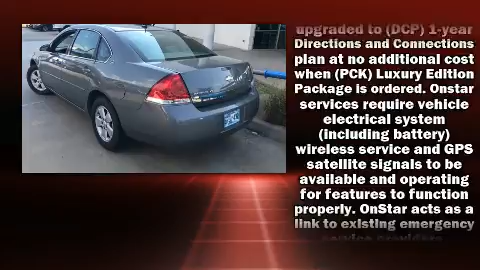 upgraded to (DCP) 1-year
Directions and Connections
plan at no additional cost
when (PCK) Luxury Edition
Package is ordered. Onstar
services require vehicle
electrical system
(including battery)
wireless service and GPS
satellite signals to be
available and operating
for features to function
properly. OnStar acts as a
link to existing emergency
service providers